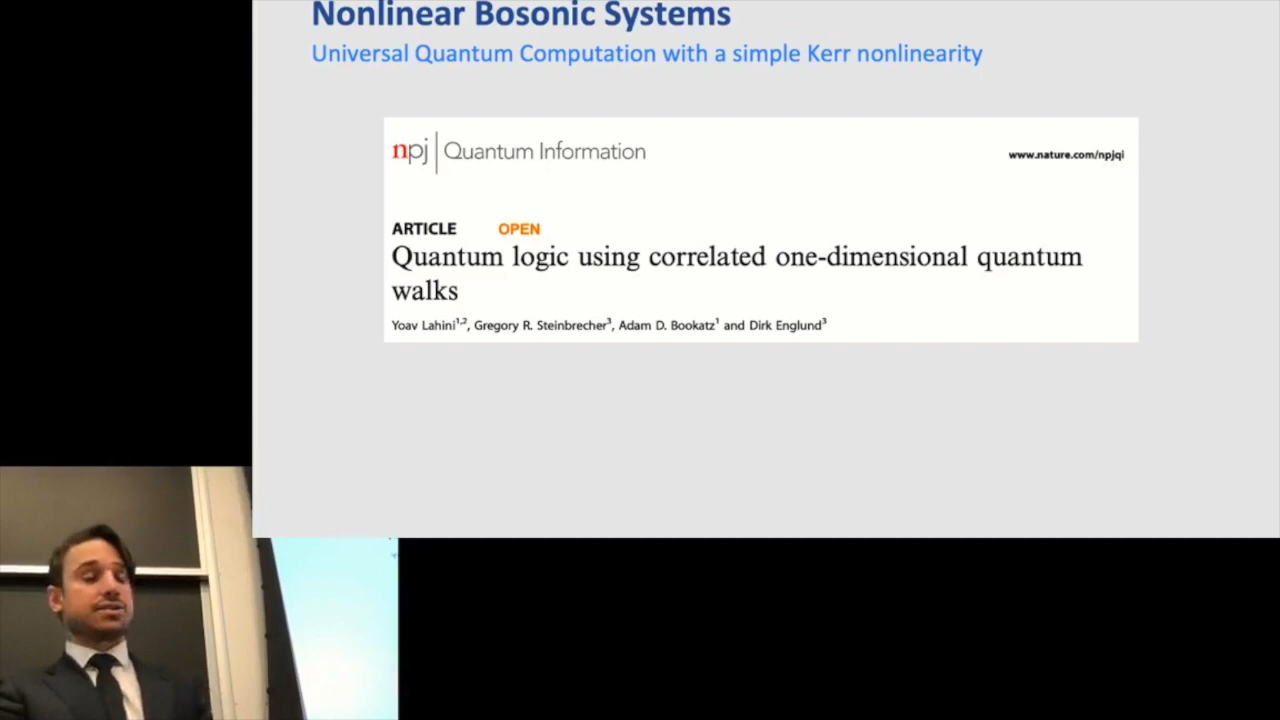 Nonlinear Bosonic Systems
Universal Quantum Computation with a simple Kerr nonlinearity
npj Quantum Information
www.nature.com/npjqi
ARTICLE OPEN
Quantum logic using correlated one-dimensional quantum
walks
Yoav Lahini1,2, Gregory R. Steinbrecher3, Adam D. Bookatz1 and Dirk Englund3